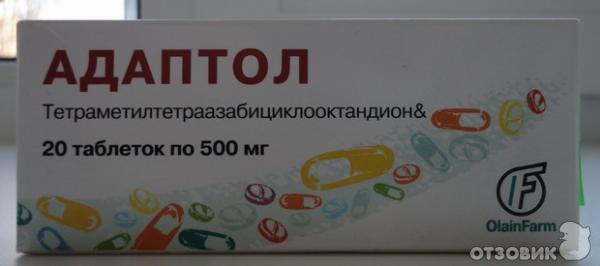 АДАПТОЛ
Тетраметилтетраазабициклооктандион&
20 таблеток по 500 мг
OlainFarm
ОТЗОВИК